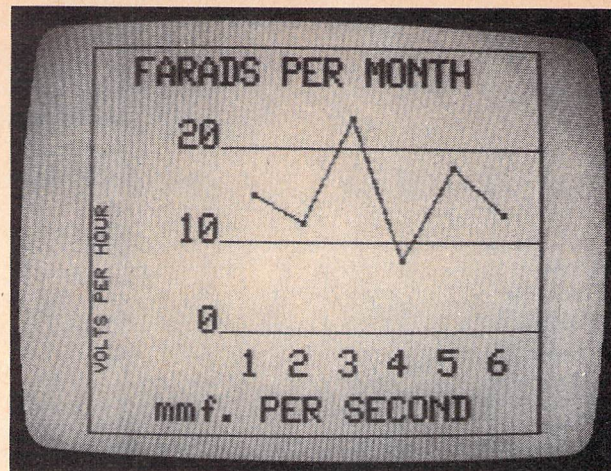 FARADS PER MONTH
20
10
0
VOLTS PER HOUR
1 2 3 4 5 6
mmf. PER SECOND